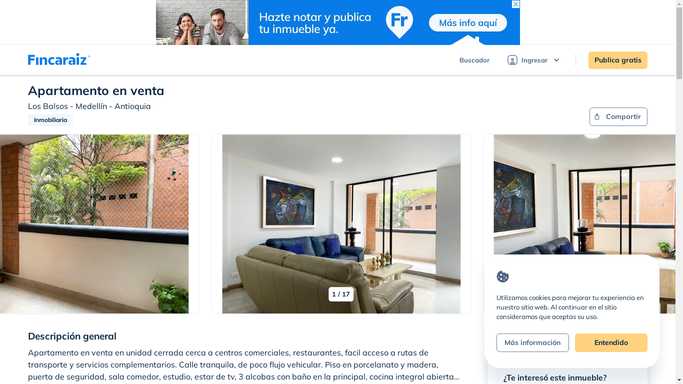 Hazte notar y publica
tu inmueble ya.
Fr
Más info aquí
Fincaraíz
Buscador
Ingresar
Publica gratis
Apartamento en venta
Los Balsos - Medellín - Antioquia
Inmobiliaria
Compartir
1 / 17
Utilizamos cookies para mejorar tu experiencia en
nuestro sitio web. Al continuar en el sitio
consideramos que aceptas su uso.
Más información
Entendido
Descripción general
Apartamento en venta en unidad cerrada cerca a centros comerciales, restaurantes, facil acceso a rutas de
transporte y servicios complementarios. Calle tranquila, de poco flujo vehicular. Piso en porcelanato y madera,
puerta de seguridad, sala comedor, estudio, estar de tv, 3 alcobas con baño en la principal, cocina integral abierta...
¿Te interesó este inmueble?